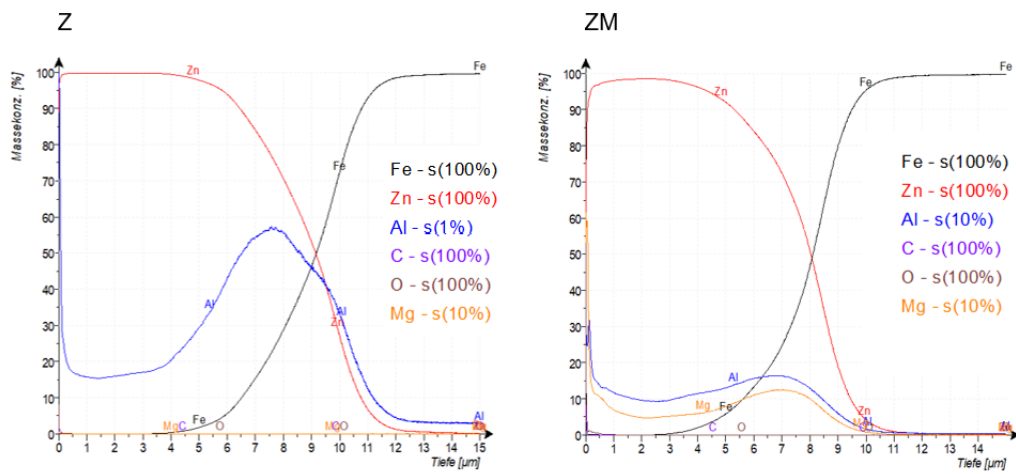 Z
Massekonz. [%]
100
90
80
70
60
50
40
30
20
10
0
Zn
Fe
Fe
Al
Al
Zn
Fe
Al
Mg
C
O
Mg
C
O
Fe - s(100%)
Zn - s(100%)
Al - s(1%)
C - s(100%)
O - s(100%)
Mg - s(10%)
0 1 2 3 4 5 6 7 8 9 10 11 12 13 14 15
Tiefe [µm]
ZM
Massekonz. [%]
100
90
80
70
60
50
40
30
20
10
0
Fe
Fe
Zn
Al
Mg
Fe
Zn
Al
C
O
Fe - s(100%)
Zn - s(100%)
Al - s(10%)
C - s(100%)
O - s(100%)
Mg - s(10%)
0 1 2 3 4 5 6 7 8 9 10 11 12 13 14 15
Tiefe [µm]